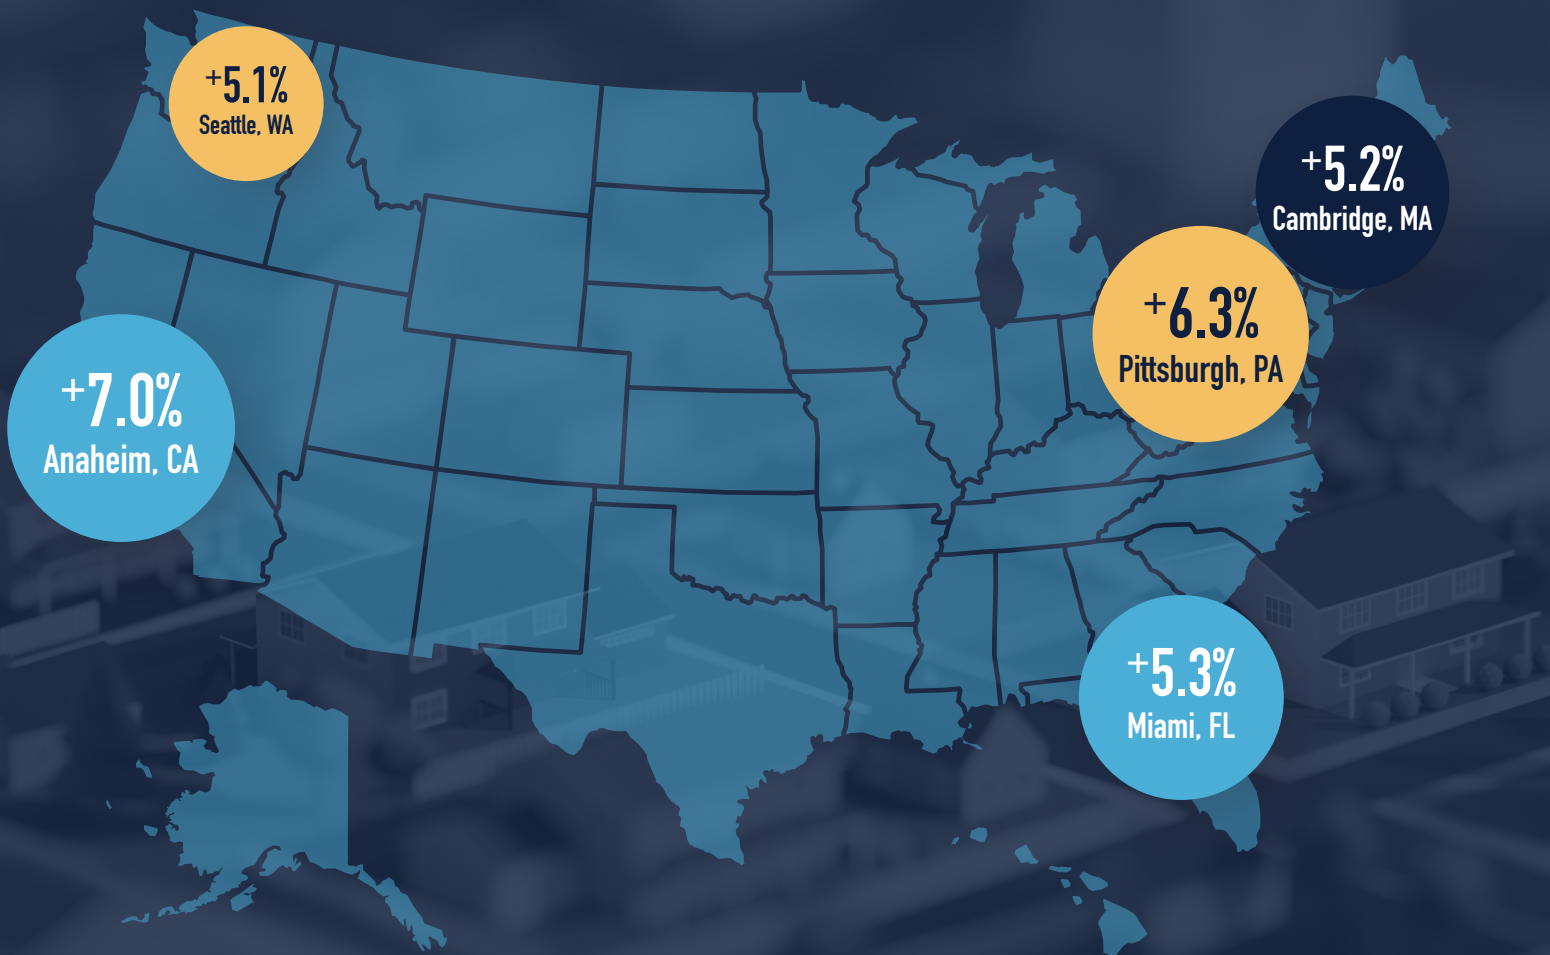 +5.1%
Seattle, WA
+5.2%
Cambridge, MA
+6.3%
Pittsburgh, PA
+7.0%
Anaheim, CA
+5.3%
Miami, FL